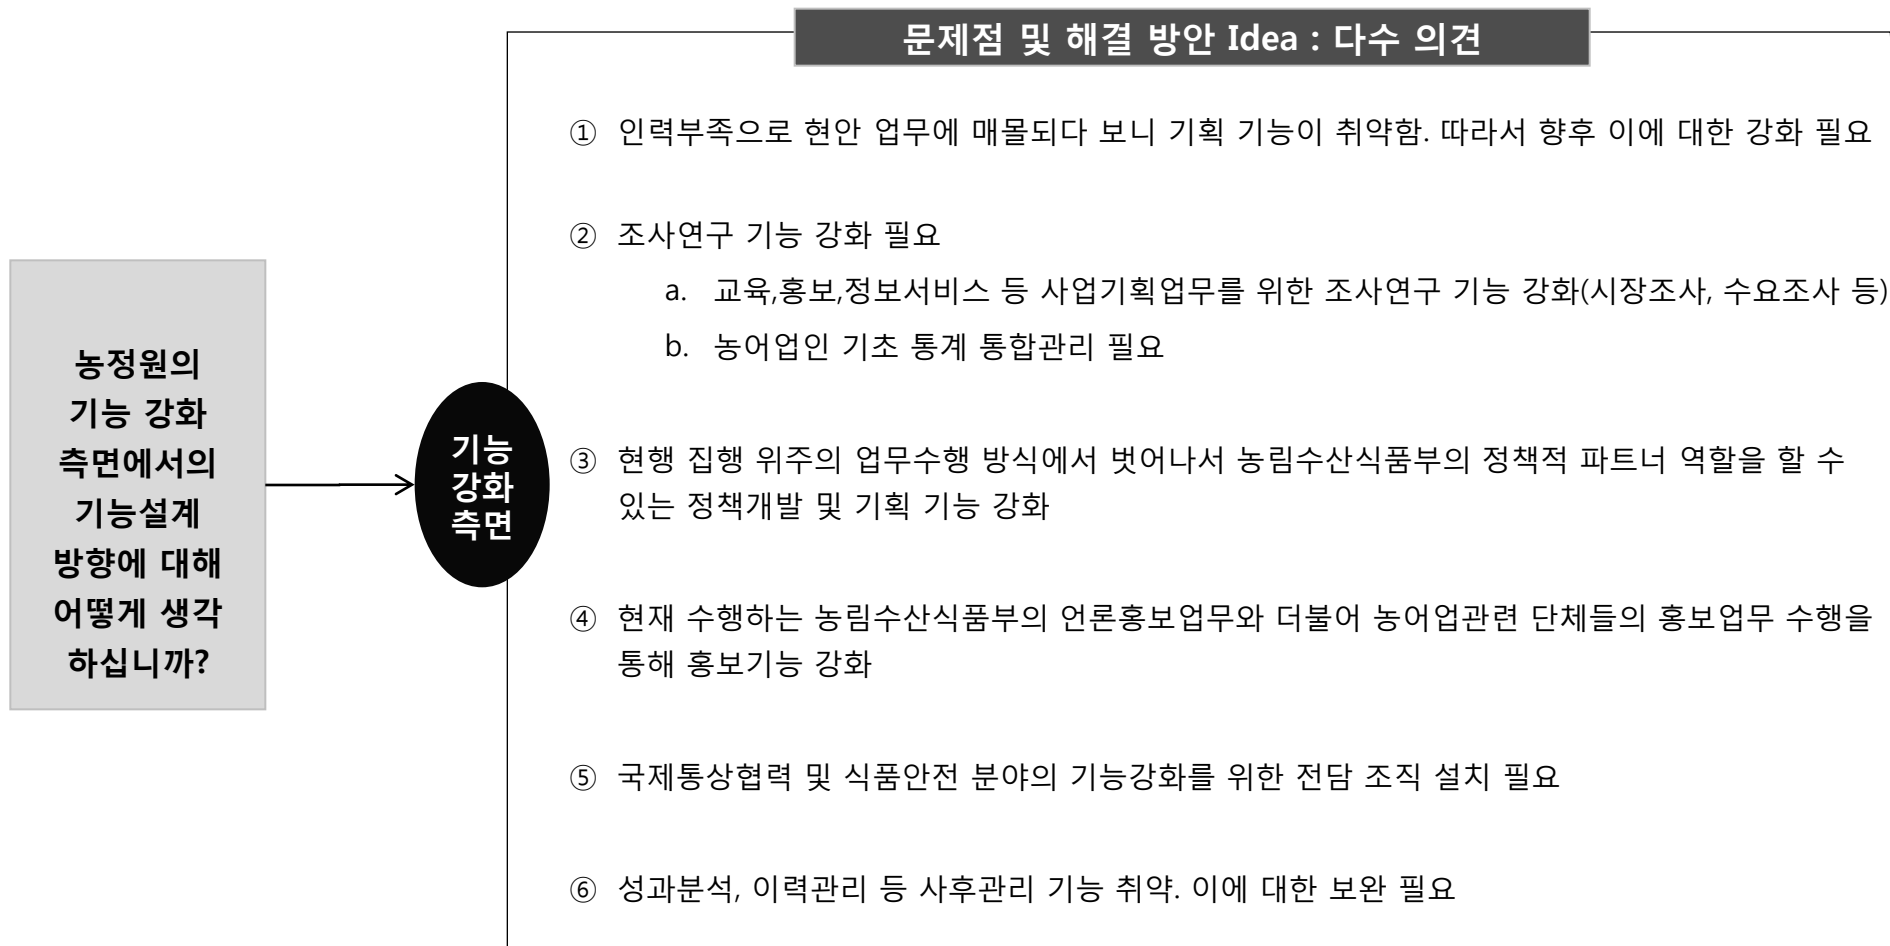 문제점 및 해결 방안 Idea : 다수 의견
농정원의
기능 강화
측면에서의
기능설계
방향에 대해
어떻게 생각
하십니까?
기능
강화
측면
① 인력부족으로 현안 업무에 매몰되다 보니 기획 기능이 취약함. 따라서 향후 이에 대한 강화 필요
② 조사연구 기능 강화 필요
a. 교육,홍보,정보서비스 등 사업기획업무를 위한 조사연구 기능 강화(시장조사, 수요조사 등)
b. 농어업인 기초 통계 통합관리 필요
③ 현행 집행 위주의 업무수행 방식에서 벗어나서 농림수산식품부의 정책적 파트너 역할을 할 수
있는 정책개발 및 기획 기능 강화
④ 현재 수행하는 농림수산식품부의 언론홍보업무와 더불어 농어업관련 단체들의 홍보업무 수행을
통해 홍보기능 강화
⑤ 국제통상협력 및 식품안전 분야의 기능강화를 위한 전담 조직 설치 필요
⑥ 성과분석, 이력관리 등 사후관리 기능 취약. 이에 대한 보완 필요